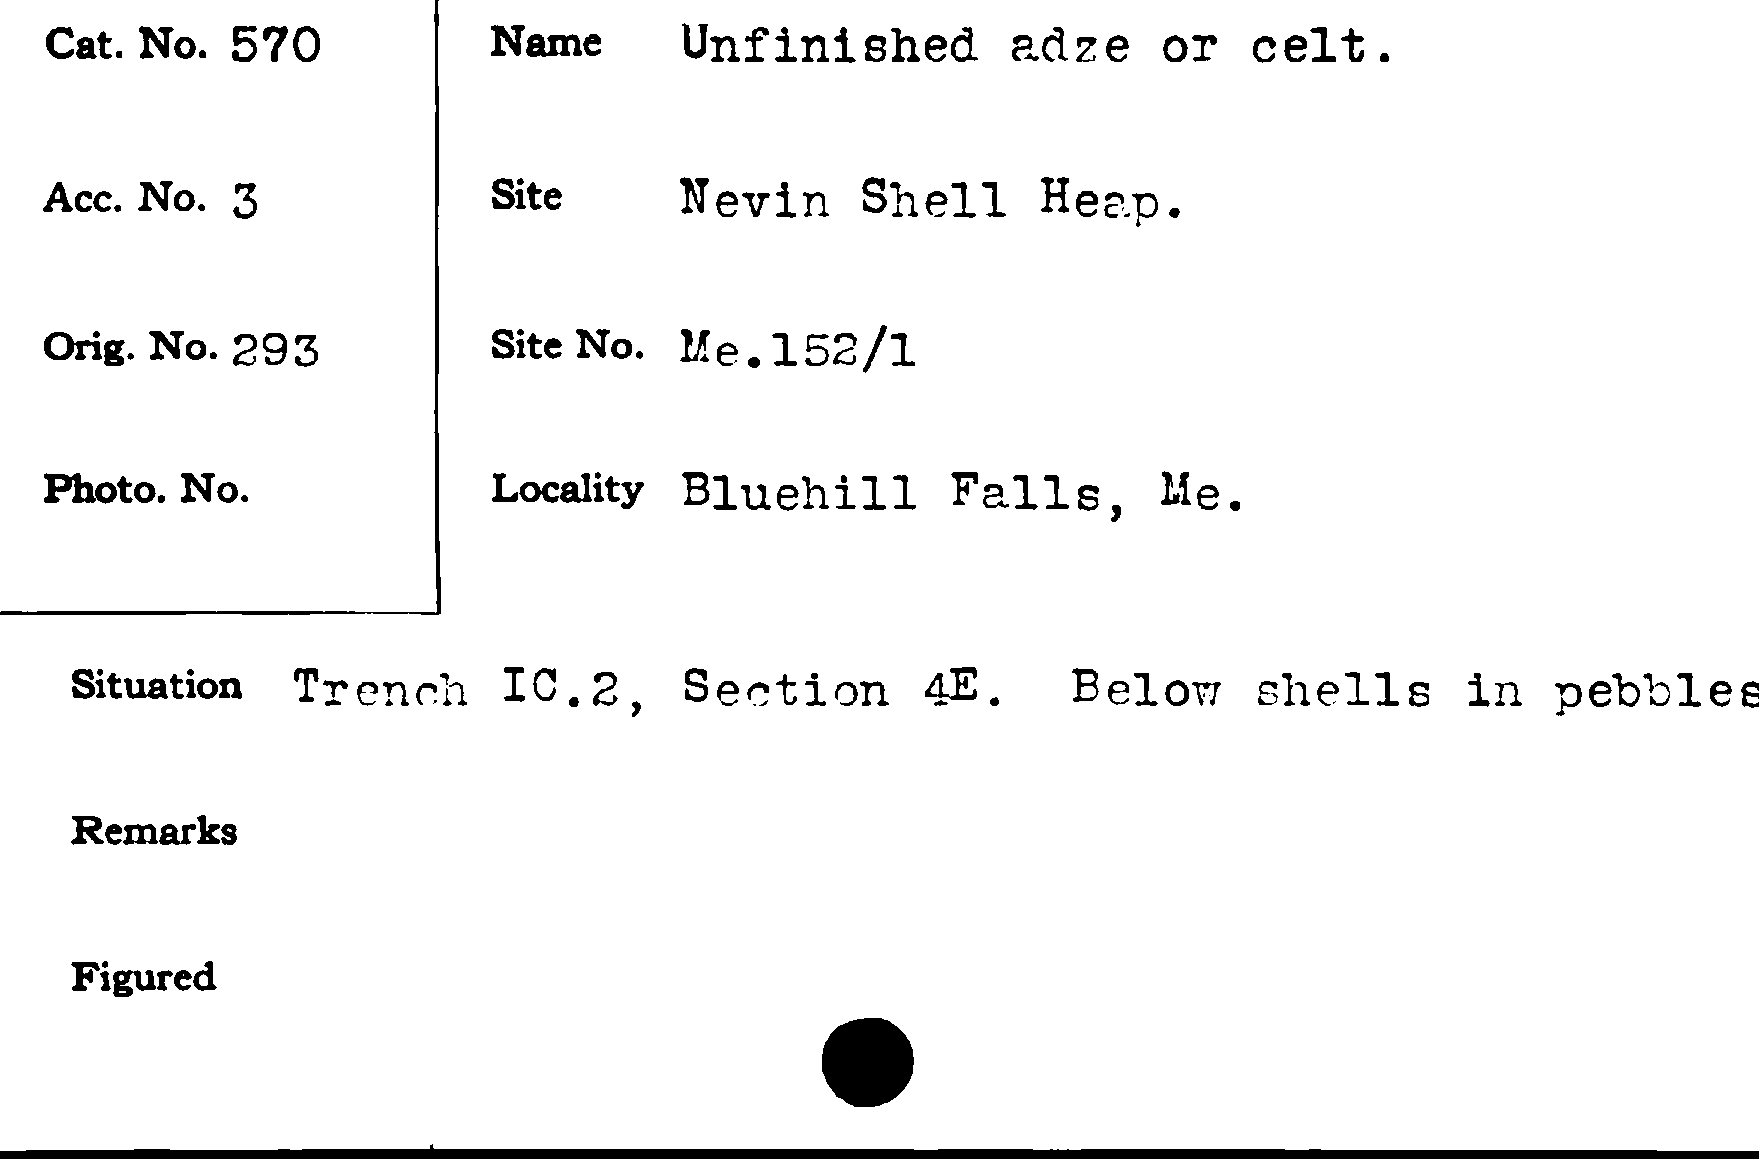 Cat. No. 570
Name Unfinished adze or celt.
Acc. No. 3
Site Nevin Shell Heap.
Orig. No. 293
Site No. Me.152/1
Photo. No.
Locality Bluehill Falls, Me.
Situation Trench IC.2, Section 4E. Below shells in pebbles
Remarks
Figured